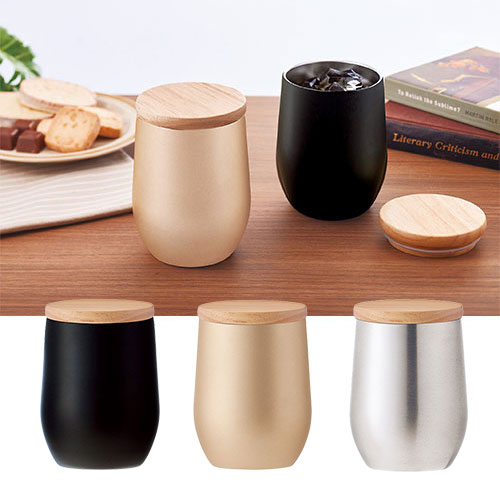 To Relish the Sublime?
Literary Criticism and